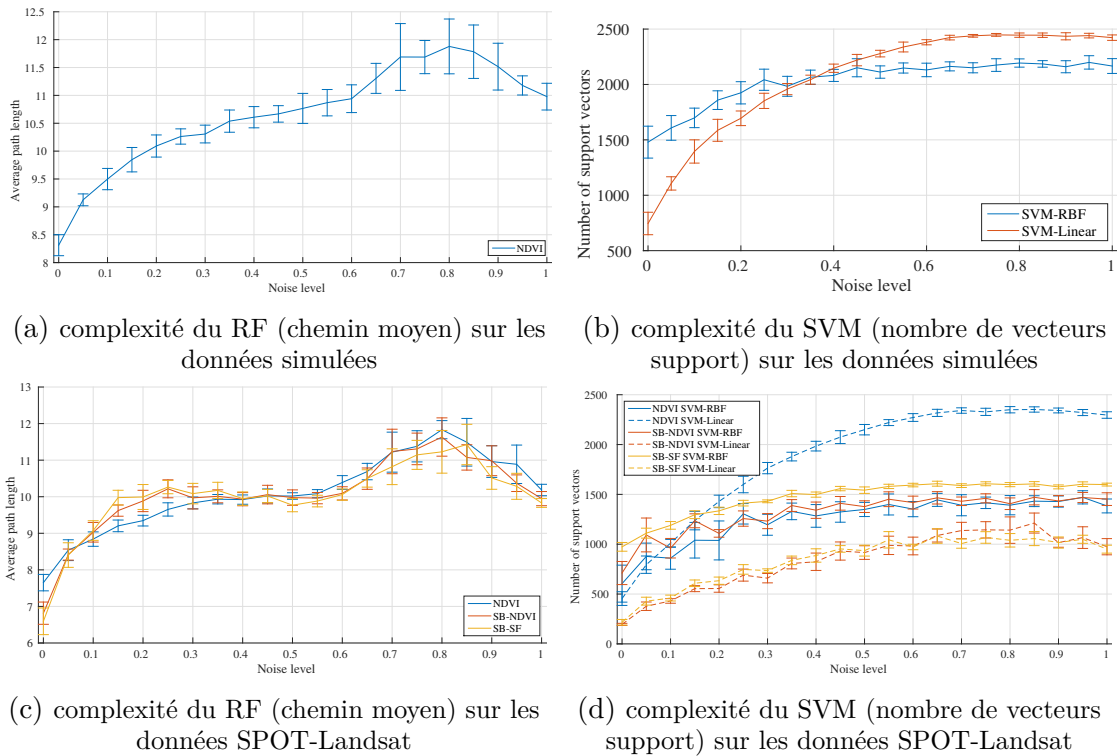 12.5
12
11.5
11
10.5
10
9.5
9
8.5
8
Average path length
0 0.1 0.2 0.3 0.4 0.5 0.6 0.7 0.8 0.9 1
Noise level
NDVI
(a) complexité du RF (chemin moyen) sur les
données simulées
2500
2000
1500
1000
500
Number of support vectors
0 0.2 0.4 0.6 0.8 1
Noise level
SVM-RBF
SVM-Linear
(b) complexité du SVM (nombre de vecteurs
support) sur les données simulées
13
12
11
10
9
8
7
6
Average path length
0 0.1 0.2 0.3 0.4 0.5 0.6 0.7 0.8 0.9 1
Noise level
NDVI
SB-NDVI
SB-SF
(c) complexité du RF (chemin moyen) sur les
données SPOT-Landsat
2500
2000
1500
1000
500
0
Number of support vectors
0 0.1 0.2 0.3 0.4 0.5 0.6 0.7 0.8 0.9 1
Noise level
NDVI SVM-RBF
NDVI SVM-Linear
SB-NDVI SVM-RBF
SB-NDVI SVM-Linear
SB-SF SVM-RBF
SB-SF SVM-Linear
(d) complexité du SVM (nombre de vecteurs
support) sur les données SPOT-Landsat